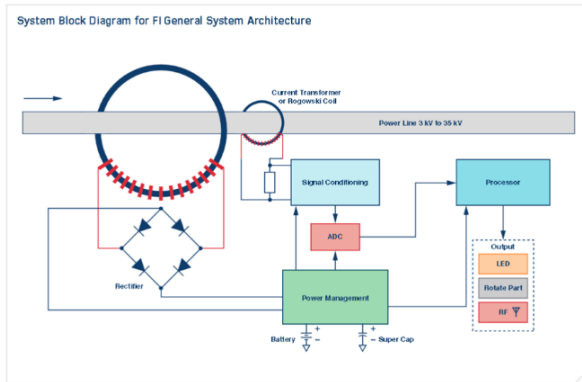 System Block Diagram for FI General System Architecture
Current Transformer
or Rogowski Coil
Power Line 3 kV to 35 kV
Signal Conditioning
Processor
ADC
Output
LED
Rotate Part
RF
Rectifier
Power Management
Battery
+
–
+
–
Super Cap